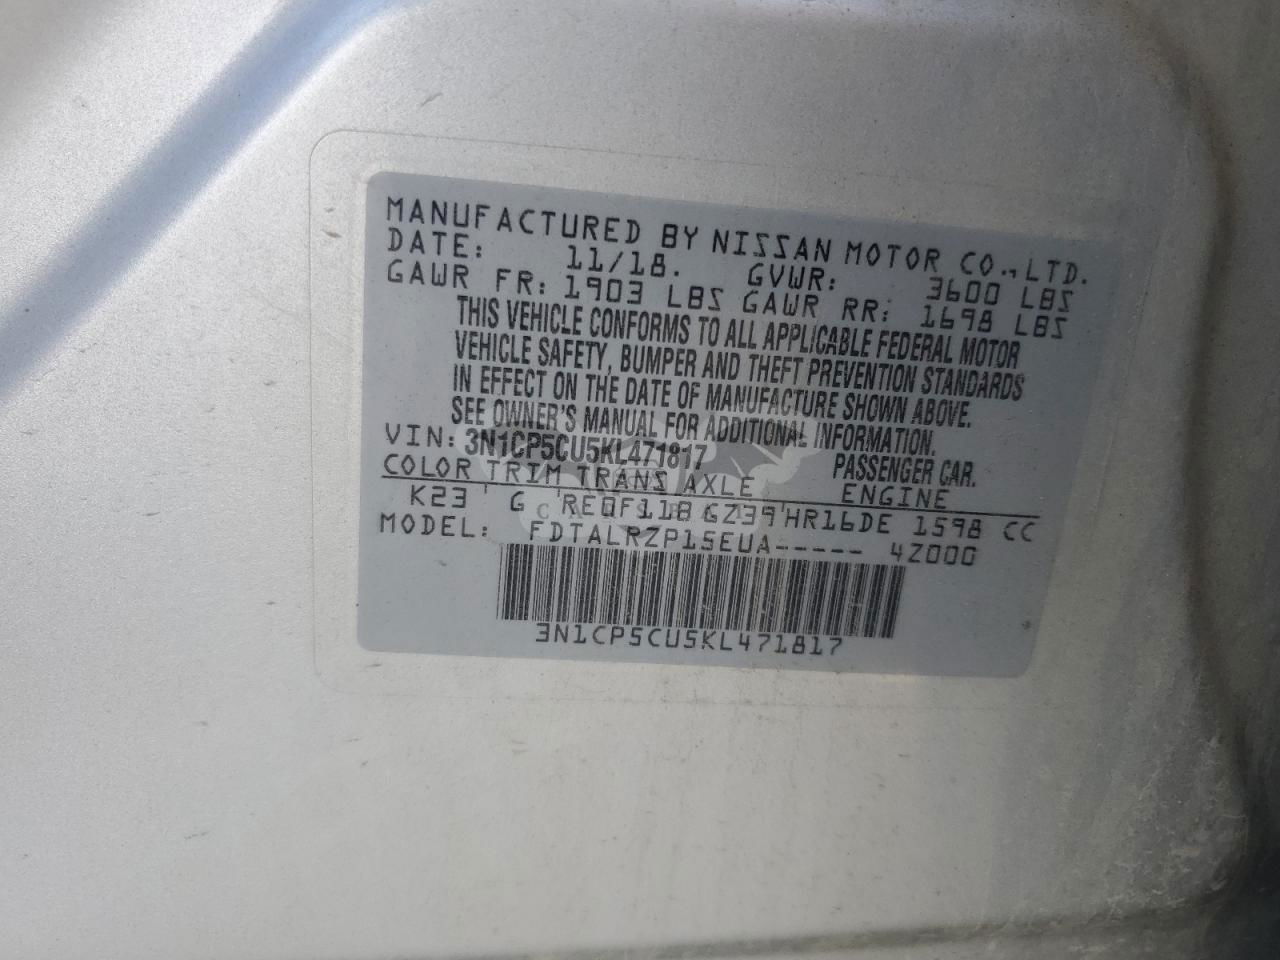 MANUFACTURED BY NISSAN MOTOR CO., LTD.
DATE: 11/18. GVWR: 3600 LBS
GAWR FR: 1903 LBS GAWR RR: 1698 LBS
THIS VEHICLE CONFORMS TO ALL APPLICABLE FEDERAL MOTOR
VEHICLE SAFETY, BUMPER AND THEFT PREVENTION STANDARDS
IN EFFECT ON THE DATE OF MANUFACTURE SHOWN ABOVE.
SEE OWNER'S MANUAL FOR ADDITIONAL INFORMATION.
VIN: 3N1CP5CU5KL471817 PASSENGER CAR.
COLOR TRIM TRANS AXLE ENGINE
K23 G RE0F11B GZ39 HR16DE 1598 CC
MODEL: FDTALRZP15EUA----- 4Z000
3N1CP5CU5KL471817